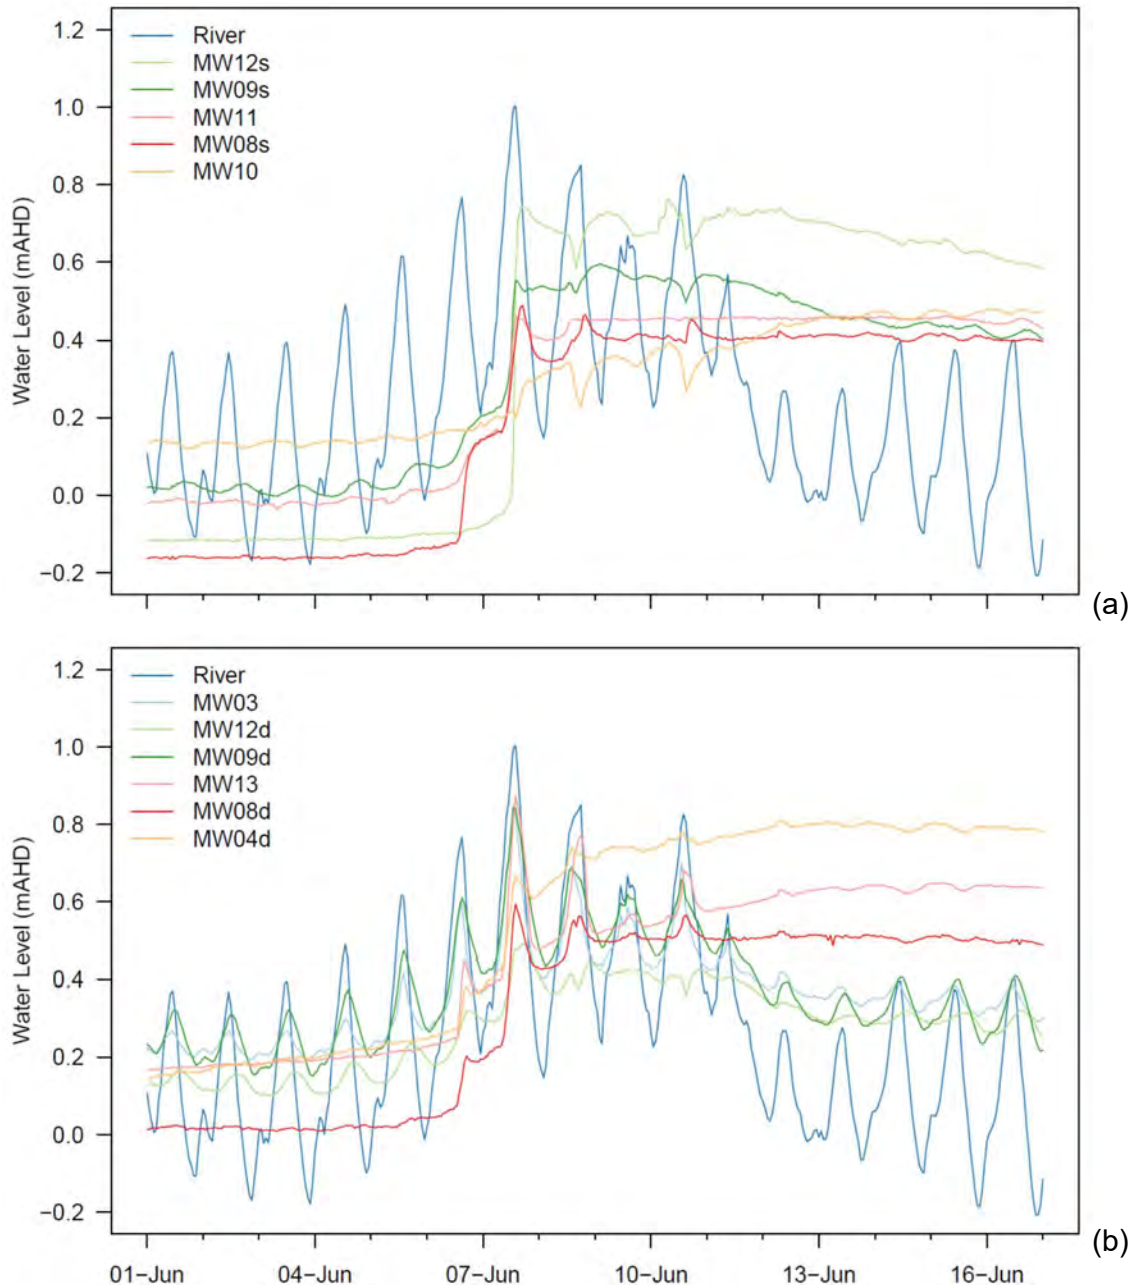 1.2
1.0
0.8
0.6
0.4
0.2
0.0
−0.2
Water Level (mAHD)
River
MW12s
MW09s
MW11
MW08s
MW10
(a)
1.2
1.0
0.8
0.6
0.4
0.2
0.0
−0.2
Water Level (mAHD)
River
MW03
MW12d
MW09d
MW13
MW08d
MW04d
(b)
01−Jun 04−Jun 07−Jun 10−Jun 13−Jun 16−Jun